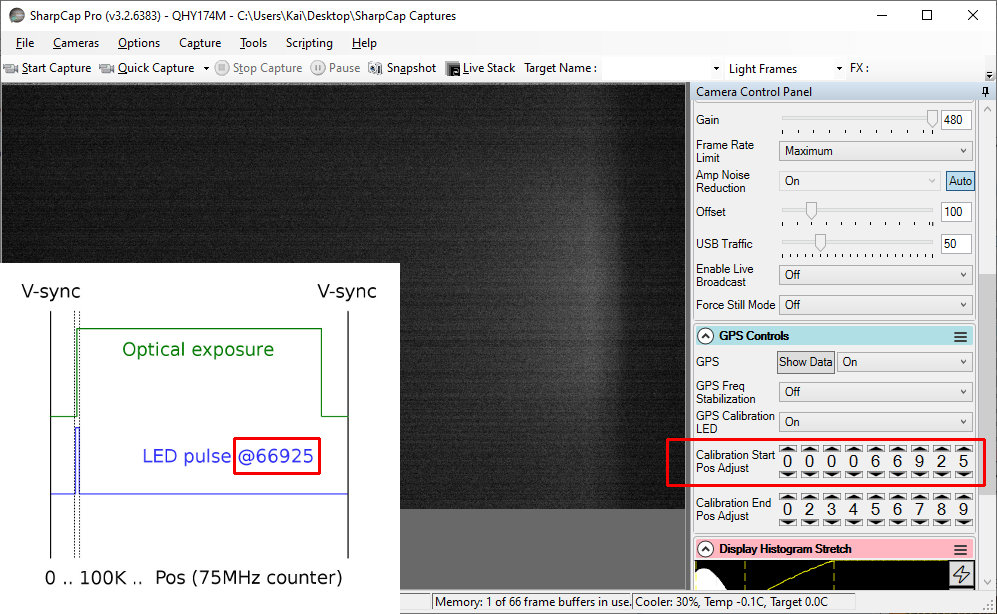 SharpCap Pro (v3.2.6383) - QHY174M - C:\Users\Kai\Desktop\SharpCap Captures
File Cameras Options Capture Tools Scripting Help
Start Capture Quick Capture Stop Capture Pause Snapshot Live Stack Target Name : Light Frames FX :
Camera Control Panel
Gain 480
Frame Rate Limit Maximum
Amp Noise Reduction On Auto
Offset 100
USB Traffic 50
Enable Live Broadcast Off
Force Still Mode Off
GPS Controls
GPS Show Data On
GPS Freq Stabilization Off
GPS Calibration LED On
Calibration Start Pos Adjust 0 0 0 0 6 6 9 2 5
Calibration End Pos Adjust 0 2 3 4 5 6 7 8 9
Display Histogram Stretch
V-sync V-sync
Optical exposure
LED pulse @66925
0 .. 100K .. Pos (75MHz counter)
Memory: 1 of 66 frame buffers in use. Cooler: 30%, Temp -0.1C, Target 0.0C